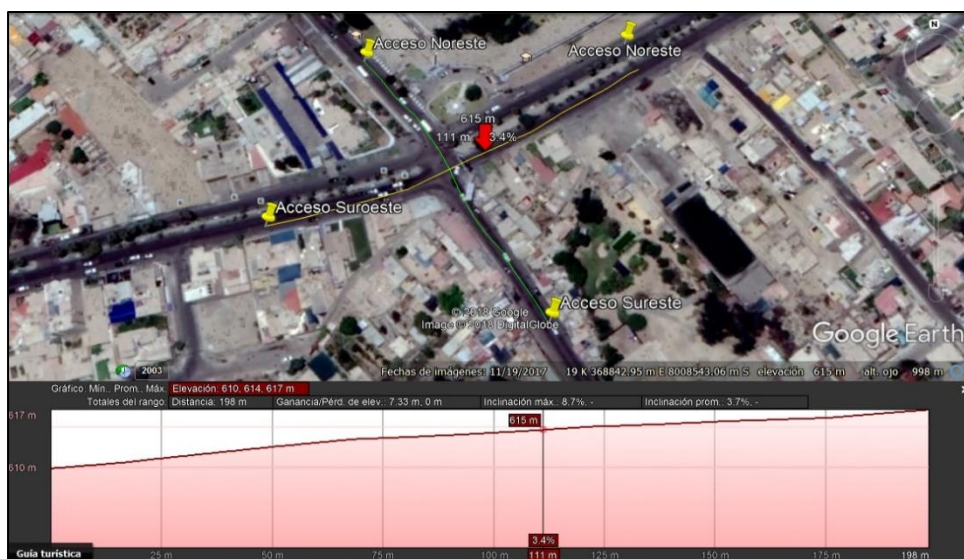 Acceso Noreste
Acceso Noreste
615 m
111 m 3.4%
Acceso Suroeste
Acceso Sureste
© 2018 Google
Image © 2018 DigitalGlobe
Google Earth
N
2003
Fechas de imágenes: 11/19/2017 19 K 368842.95 m E 8008543.06 m S elevación 615 m alt. ojo 998 m
Gráfico: Mín., Prom., Máx. Elevación: 610, 614, 617 m
Totales del rango: Distancia: 198 m Ganancia/Pérd. de elev.: 7.33 m, 0 m Inclinación máx.: 8.7%, - Inclinación prom.: 3.7%, -
617 m
615 m
610 m
3.4%
Guía turística 25 m 50 m 75 m 100 m 111 m 125 m 150 m 175 m 198 m